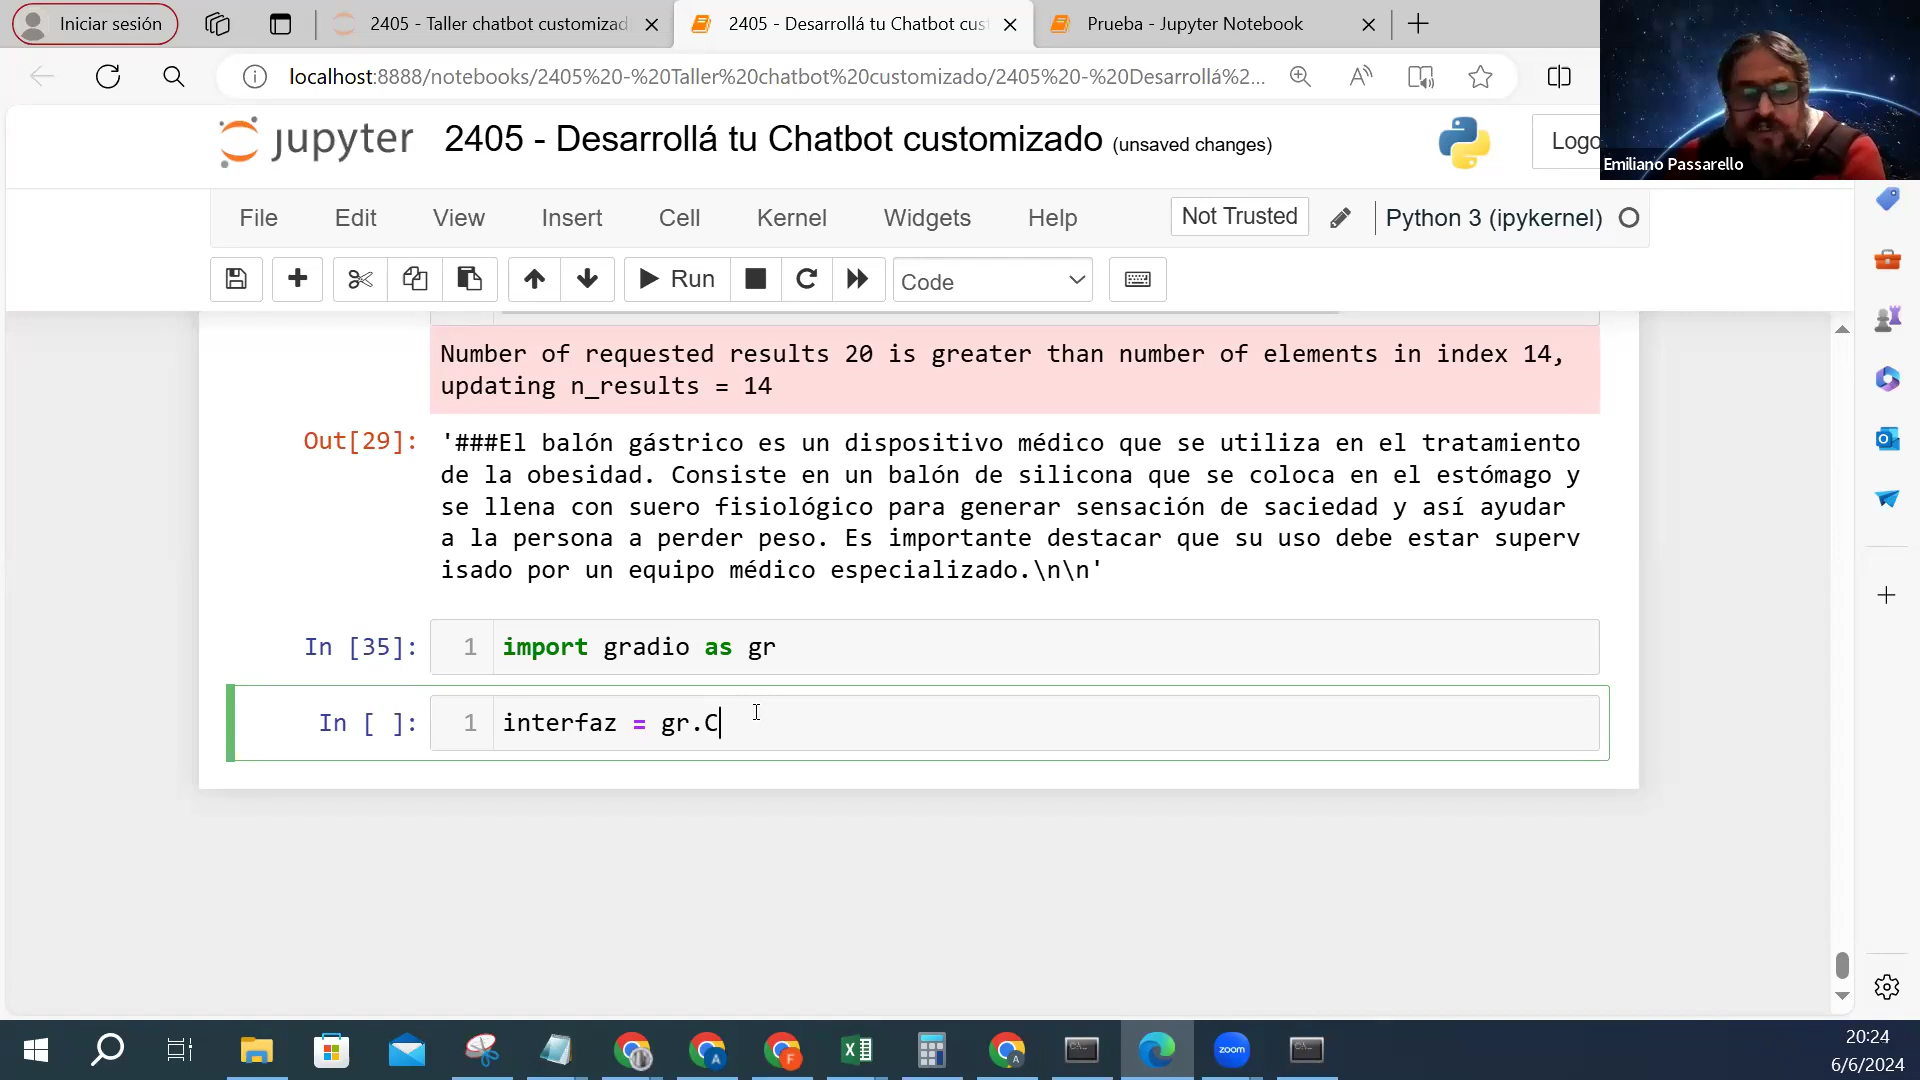 Iniciar sesión
2405 - Taller chatbot customizad
2405 - Desarrollá tu Chatbot cus
Prueba - Jupyter Notebook
localhost:8888/notebooks/2405%20-%20Taller%20chatbot%20customizado/2405%20-%20Desarrollá%2...
jupyter
2405 - Desarrollá tu Chatbot customizado (unsaved changes)
Logo
Emiliano Passarello
File Edit View Insert Cell Kernel Widgets Help
Not Trusted
Python 3 (ipykernel)
Run
Code
Number of requested results 20 is greater than number of elements in index 14,
updating n_results = 14
Out[29]: '###El balón gástrico es un dispositivo médico que se utiliza en el tratamiento
de la obesidad. Consiste en un balón de silicona que se coloca en el estómago y
se llena con suero fisiológico para generar sensación de saciedad y así ayudar
a la persona a perder peso. Es importante destacar que su uso debe estar superv
isado por un equipo médico especializado.\n\n'
In [35]: 1 import gradio as gr
In [ ]: 1 interfaz = gr.C
zoom
20:24
6/6/2024